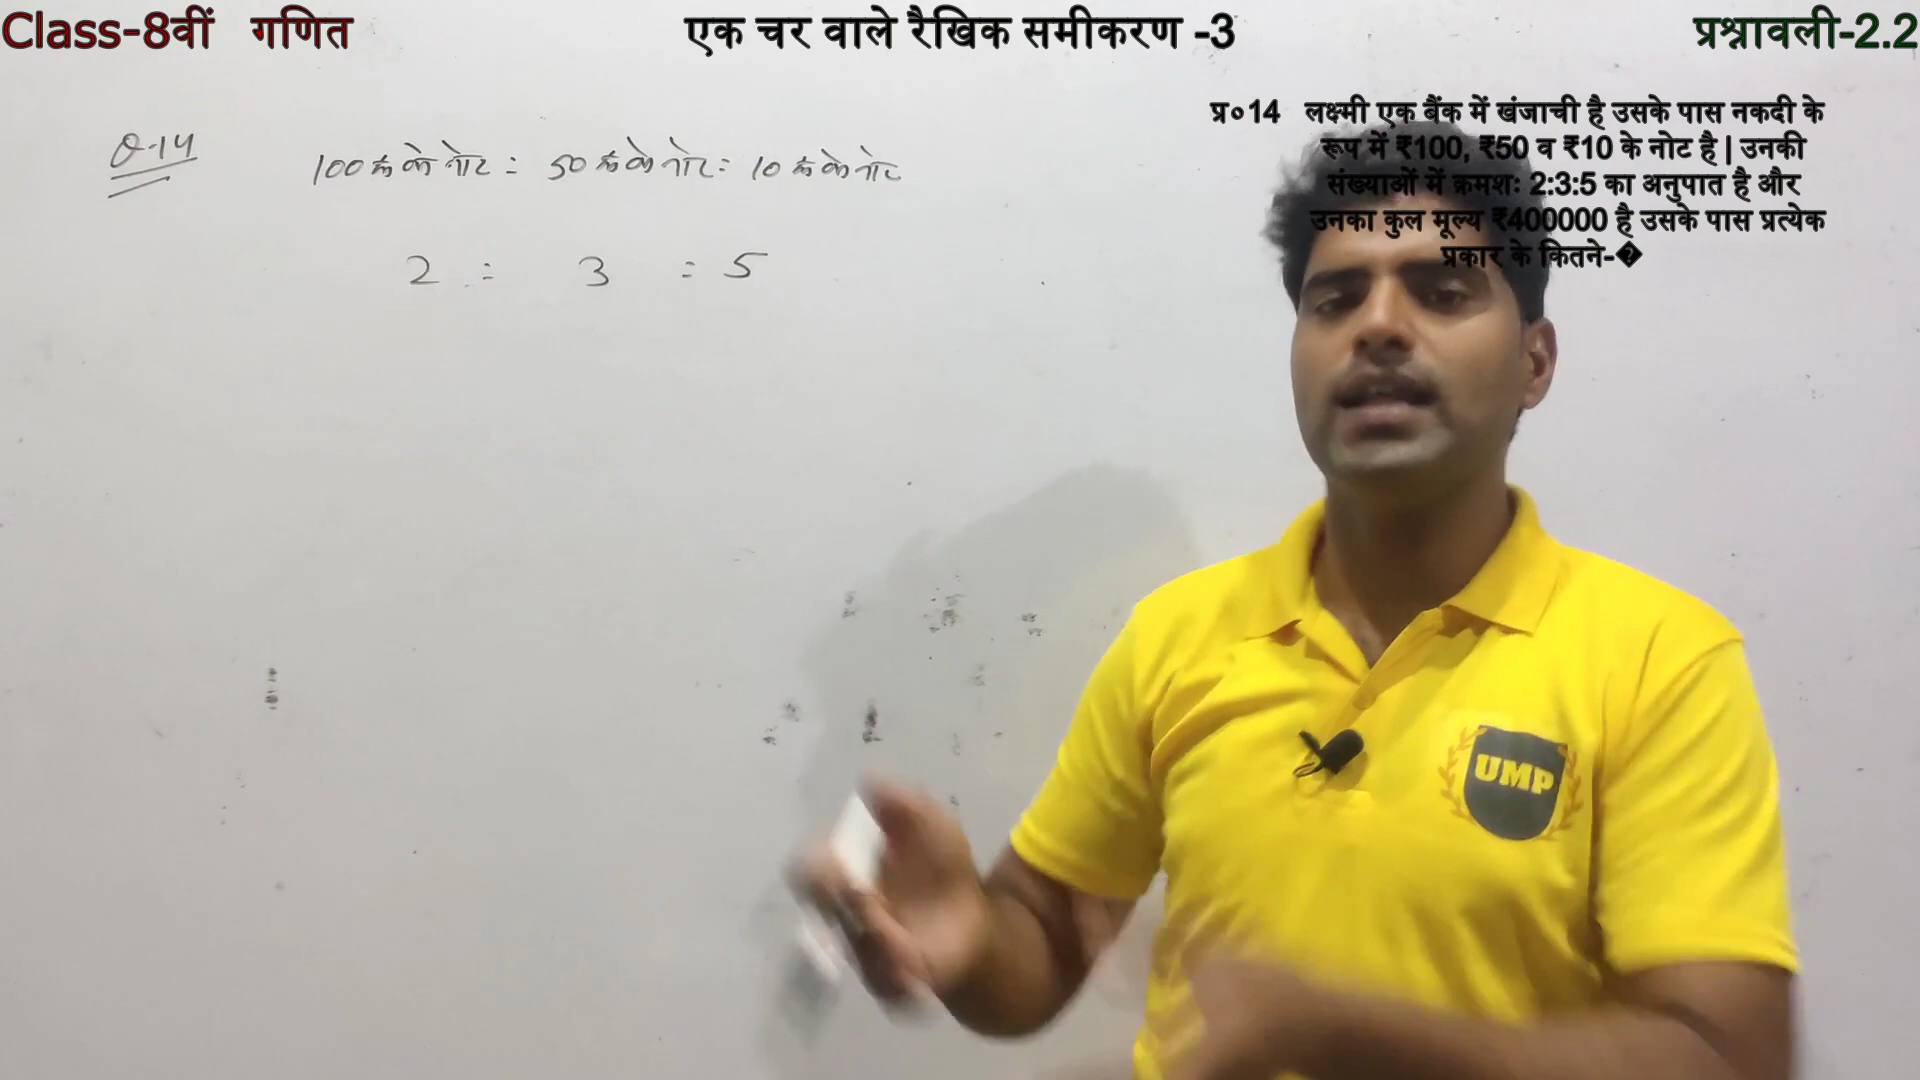 Class-8वीं गणित
एक चर वाले रैखिक समीकरण -3
प्रश्नावली-2.2
प्र०14 लक्ष्मी एक बैंक में खंजाची है उसके पास नकदी के
रूप में ₹100, ₹50 व ₹10 के नोट है | उनकी
संख्याओं में क्रमशः 2:3:5 का अनुपात है और
उनका कुल मूल्य ₹400000 है उसके पास प्रत्येक
प्रकार के कितने-�
Q.14
100 रु के नोट : 50 रु के नोट : 10 रु के नोट
2 : 3 : 5
UMP